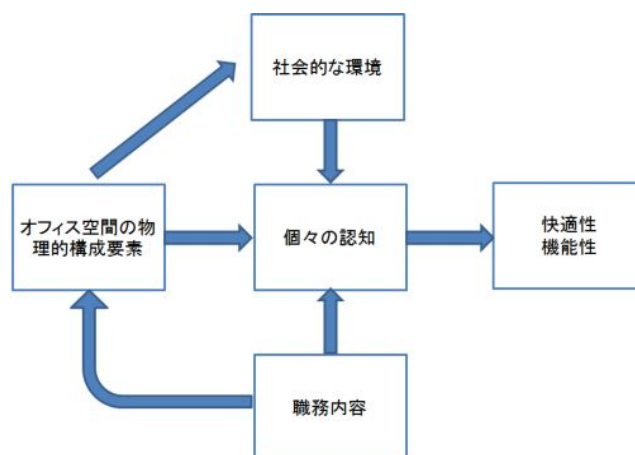 社会的な環境
オフィス空間の物
理的構成要素
個々の認知
快適性
機能性
職務内容